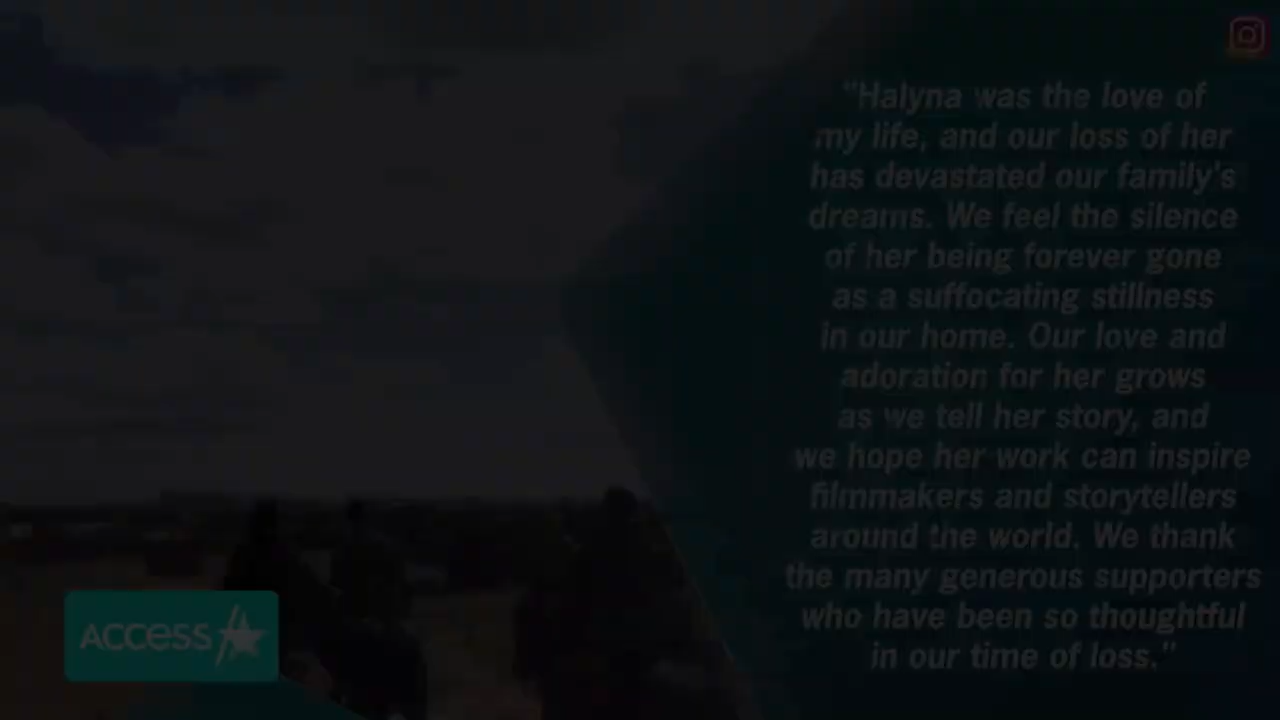 "Halyna was the love of
my life, and our loss of her
has devastated our family's
dreams. We feel the silence
of her being forever gone
as a suffocating stillness
in our home. Our love and
adoration for her grows
as we tell her story, and
we hope her work can inspire
filmmakers and storytellers
around the world. We thank
the many generous supporters
who have been so thoughtful
in our time of loss."
ACCESS